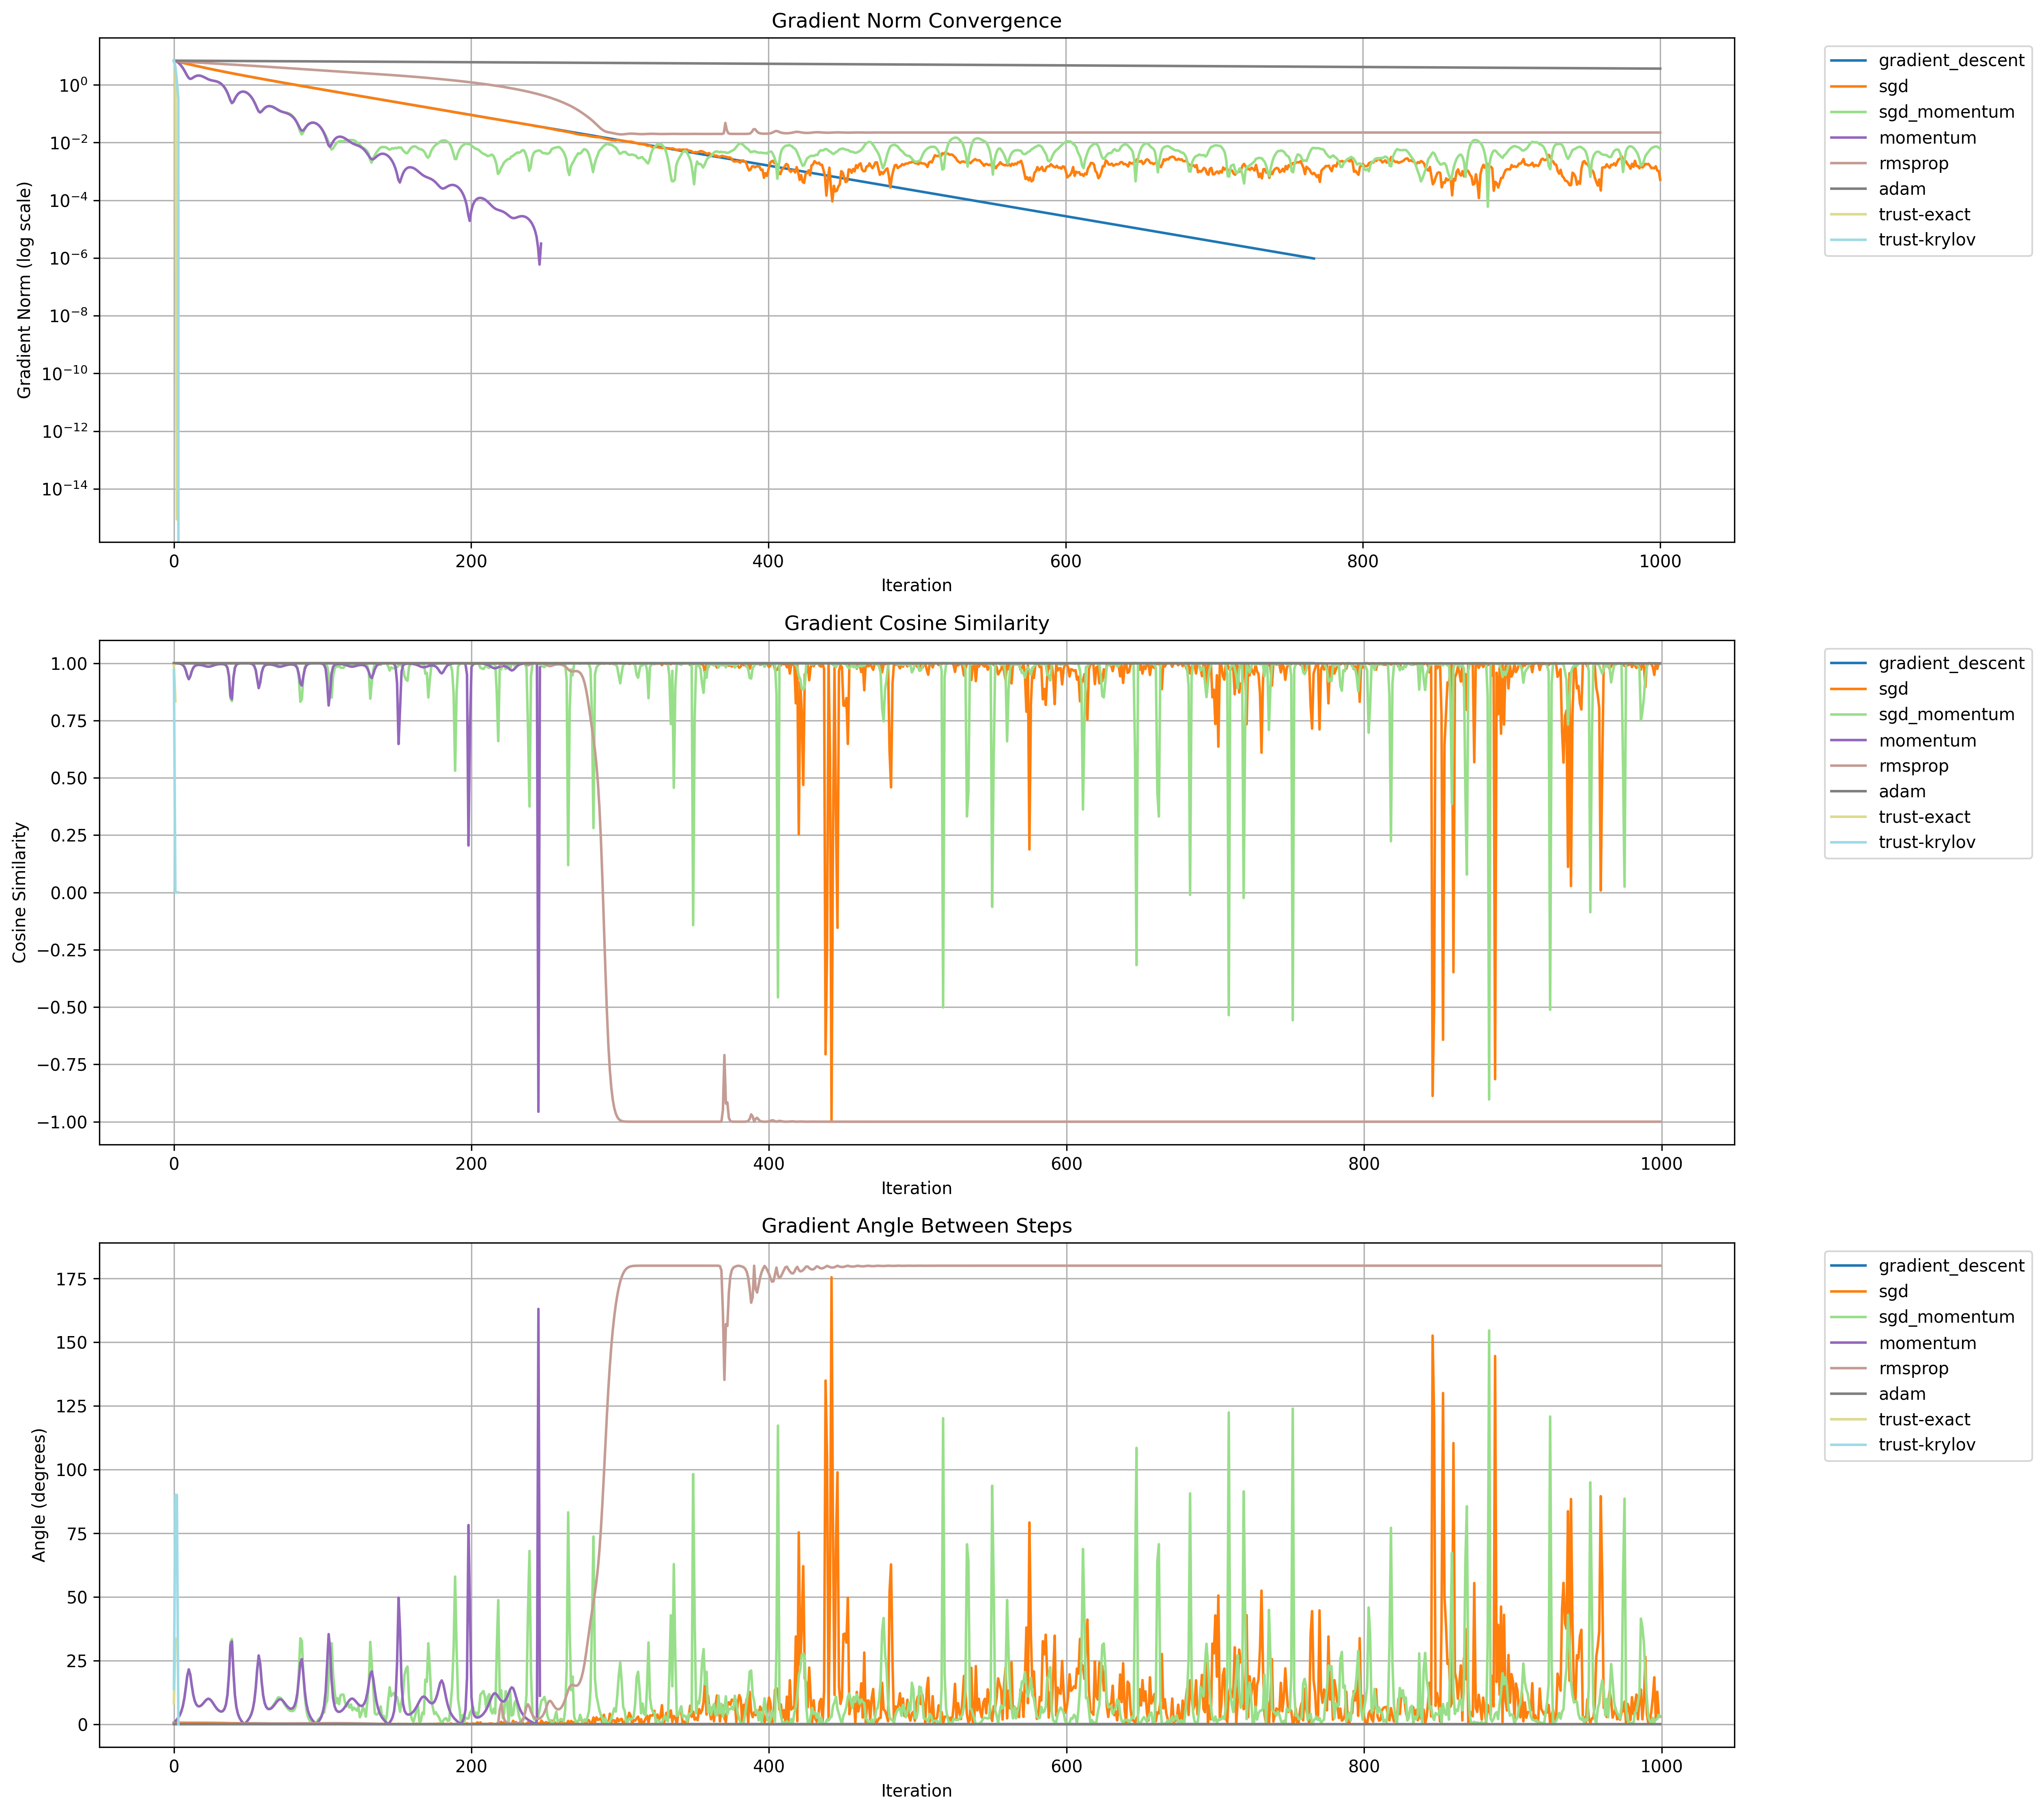 Gradient Norm Convergence
Gradient Norm (log scale)
10⁰
10⁻²
10⁻⁴
10⁻⁶
10⁻⁸
10⁻¹⁰
10⁻¹²
10⁻¹⁴
0 200 400 600 800 1000
Iteration
gradient_descent
sgd
sgd_momentum
momentum
rmsprop
adam
trust-exact
trust-krylov
Gradient Cosine Similarity
Cosine Similarity
1.00
0.75
0.50
0.25
0.00
−0.25
−0.50
−0.75
−1.00
0 200 400 600 800 1000
Iteration
gradient_descent
sgd
sgd_momentum
momentum
rmsprop
adam
trust-exact
trust-krylov
Gradient Angle Between Steps
Angle (degrees)
175
150
125
100
75
50
25
0
0 200 400 600 800 1000
Iteration
gradient_descent
sgd
sgd_momentum
momentum
rmsprop
adam
trust-exact
trust-krylov